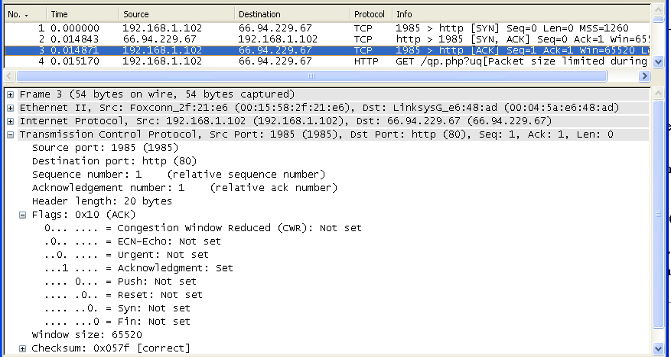 No. Time Source Destination Protocol Info
1 0.000000 192.168.1.102 66.94.229.67 TCP 1985 > http [SYN] Seq=0 Len=0 MSS=1260
2 0.014843 66.94.229.67 192.168.1.102 TCP http > 1985 [SYN, ACK] Seq=0 Ack=1 Win=655
3 0.014871 192.168.1.102 66.94.229.67 TCP 1985 > http [ACK] Seq=1 Ack=1 Win=65520 L
4 0.015170 192.168.1.102 66.94.229.67 HTTP GET /qp.php?uq[Packet size limited during
Frame 3 (54 bytes on wire, 54 bytes captured)
Ethernet II, Src: Foxconn_2f:21:e6 (00:15:58:2f:21:e6), Dst: LinksysG_e6:48:ad (00:04:5a:e6:48:ad)
Internet Protocol, Src: 192.168.1.102 (192.168.1.102), Dst: 66.94.229.67 (66.94.229.67)
Transmission Control Protocol, Src Port: 1985 (1985), Dst Port: http (80), Seq: 1, Ack: 1, Len: 0
Source port: 1985 (1985)
Destination port: http (80)
Sequence number: 1 (relative sequence number)
Acknowledgement number: 1 (relative ack number)
Header length: 20 bytes
Flags: 0x10 (ACK)
0... .... = Congestion Window Reduced (CWR): Not set
.0.. .... = ECN-Echo: Not set
..0. .... = Urgent: Not set
...1 .... = Acknowledgment: Set
.... 0... = Push: Not set
.... .0.. = Reset: Not set
.... ..0. = Syn: Not set
.... ...0 = Fin: Not set
Window size: 65520
Checksum: 0x057f [correct]